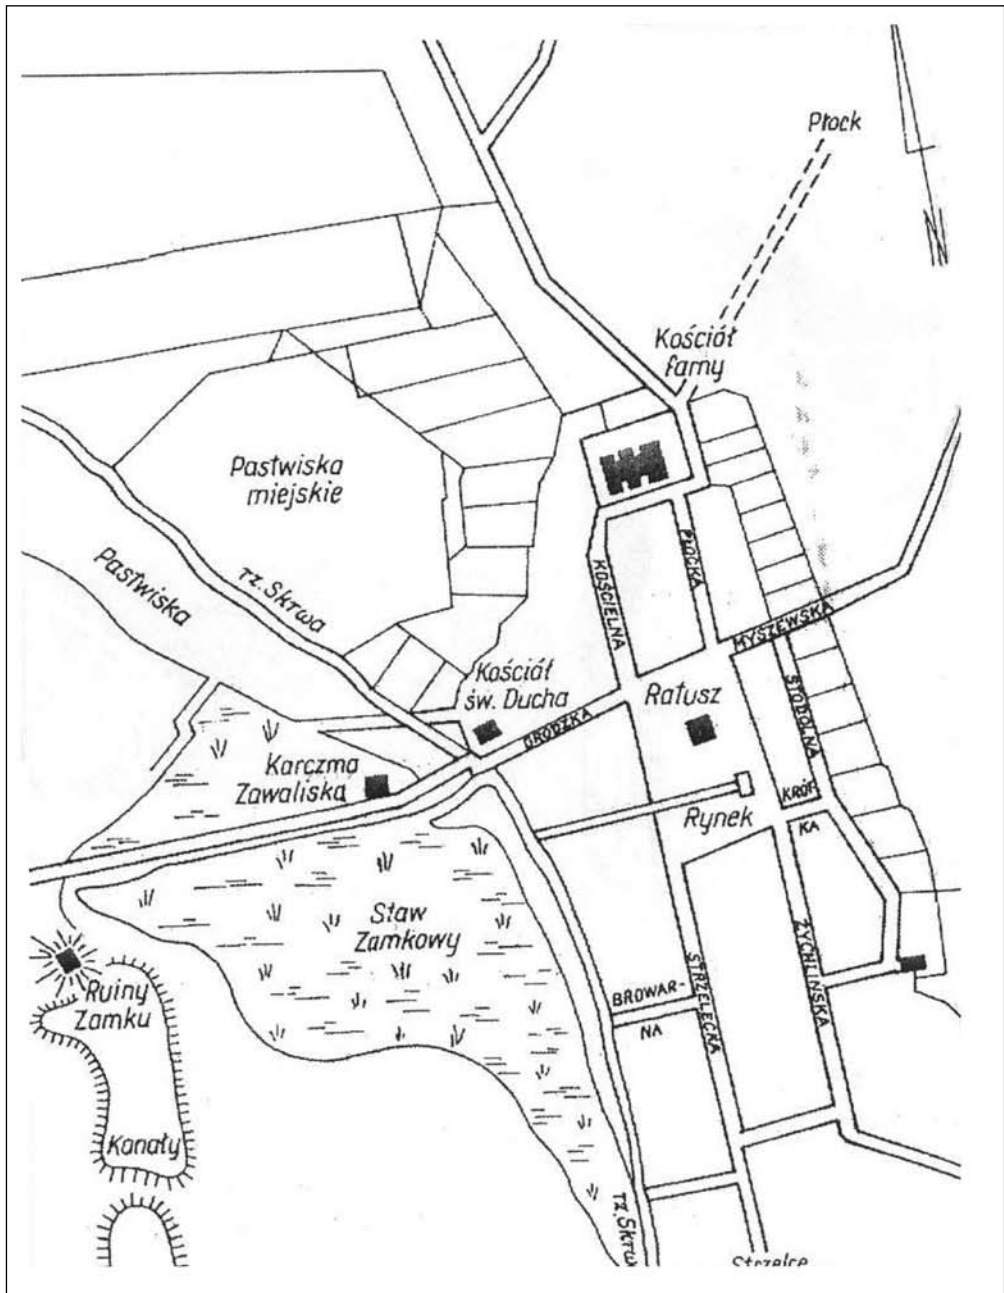 Płock
Kościół
farny
Pastwiska
miejskie
Pastwiska
rz. Skrwa
KOŚCIELNA
PŁOCKA
MYSZEWSKA
STODOLNA
Kościół
św. Ducha
GRODZKA
Ratusz
Karczma
Zawaliska
Rynek
KRÓT-
KA
Staw
Zamkowy
Ruiny
Zamku
BROWAR-
NA
STRZELECKA
ŻYCHLIŃSKA
Kanały
rz. Skrwa
Strzelce
N